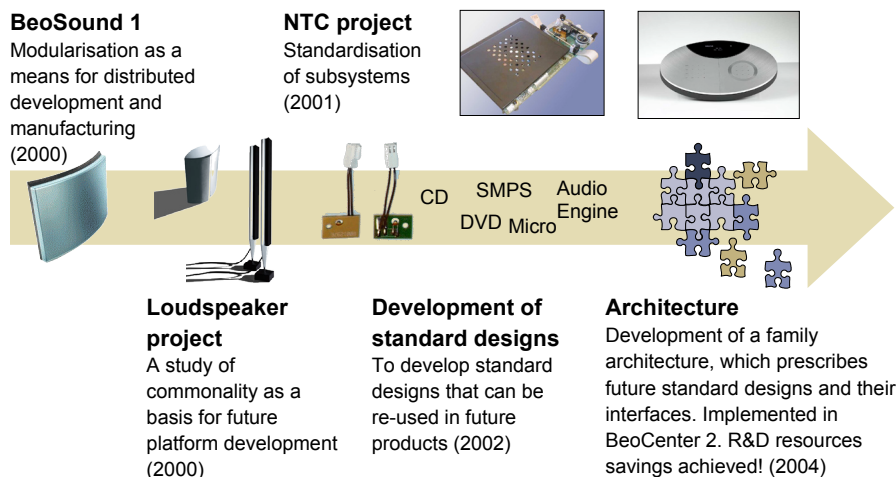 BeoSound 1
Modularisation as a
means for distributed
development and
manufacturing
(2000)
NTC project
Standardisation
of subsystems
(2001)
CD
SMPS
Audio
Engine
DVD
Micro
Loudspeaker
project
A study of
commonality as a
basis for future
platform development
(2000)
Development of
standard designs
To develop standard
designs that can be
re-used in future
products (2002)
Architecture
Development of a family
architecture, which prescribes
future standard designs and their
interfaces. Implemented in
BeoCenter 2. R&D resources
savings achieved! (2004)